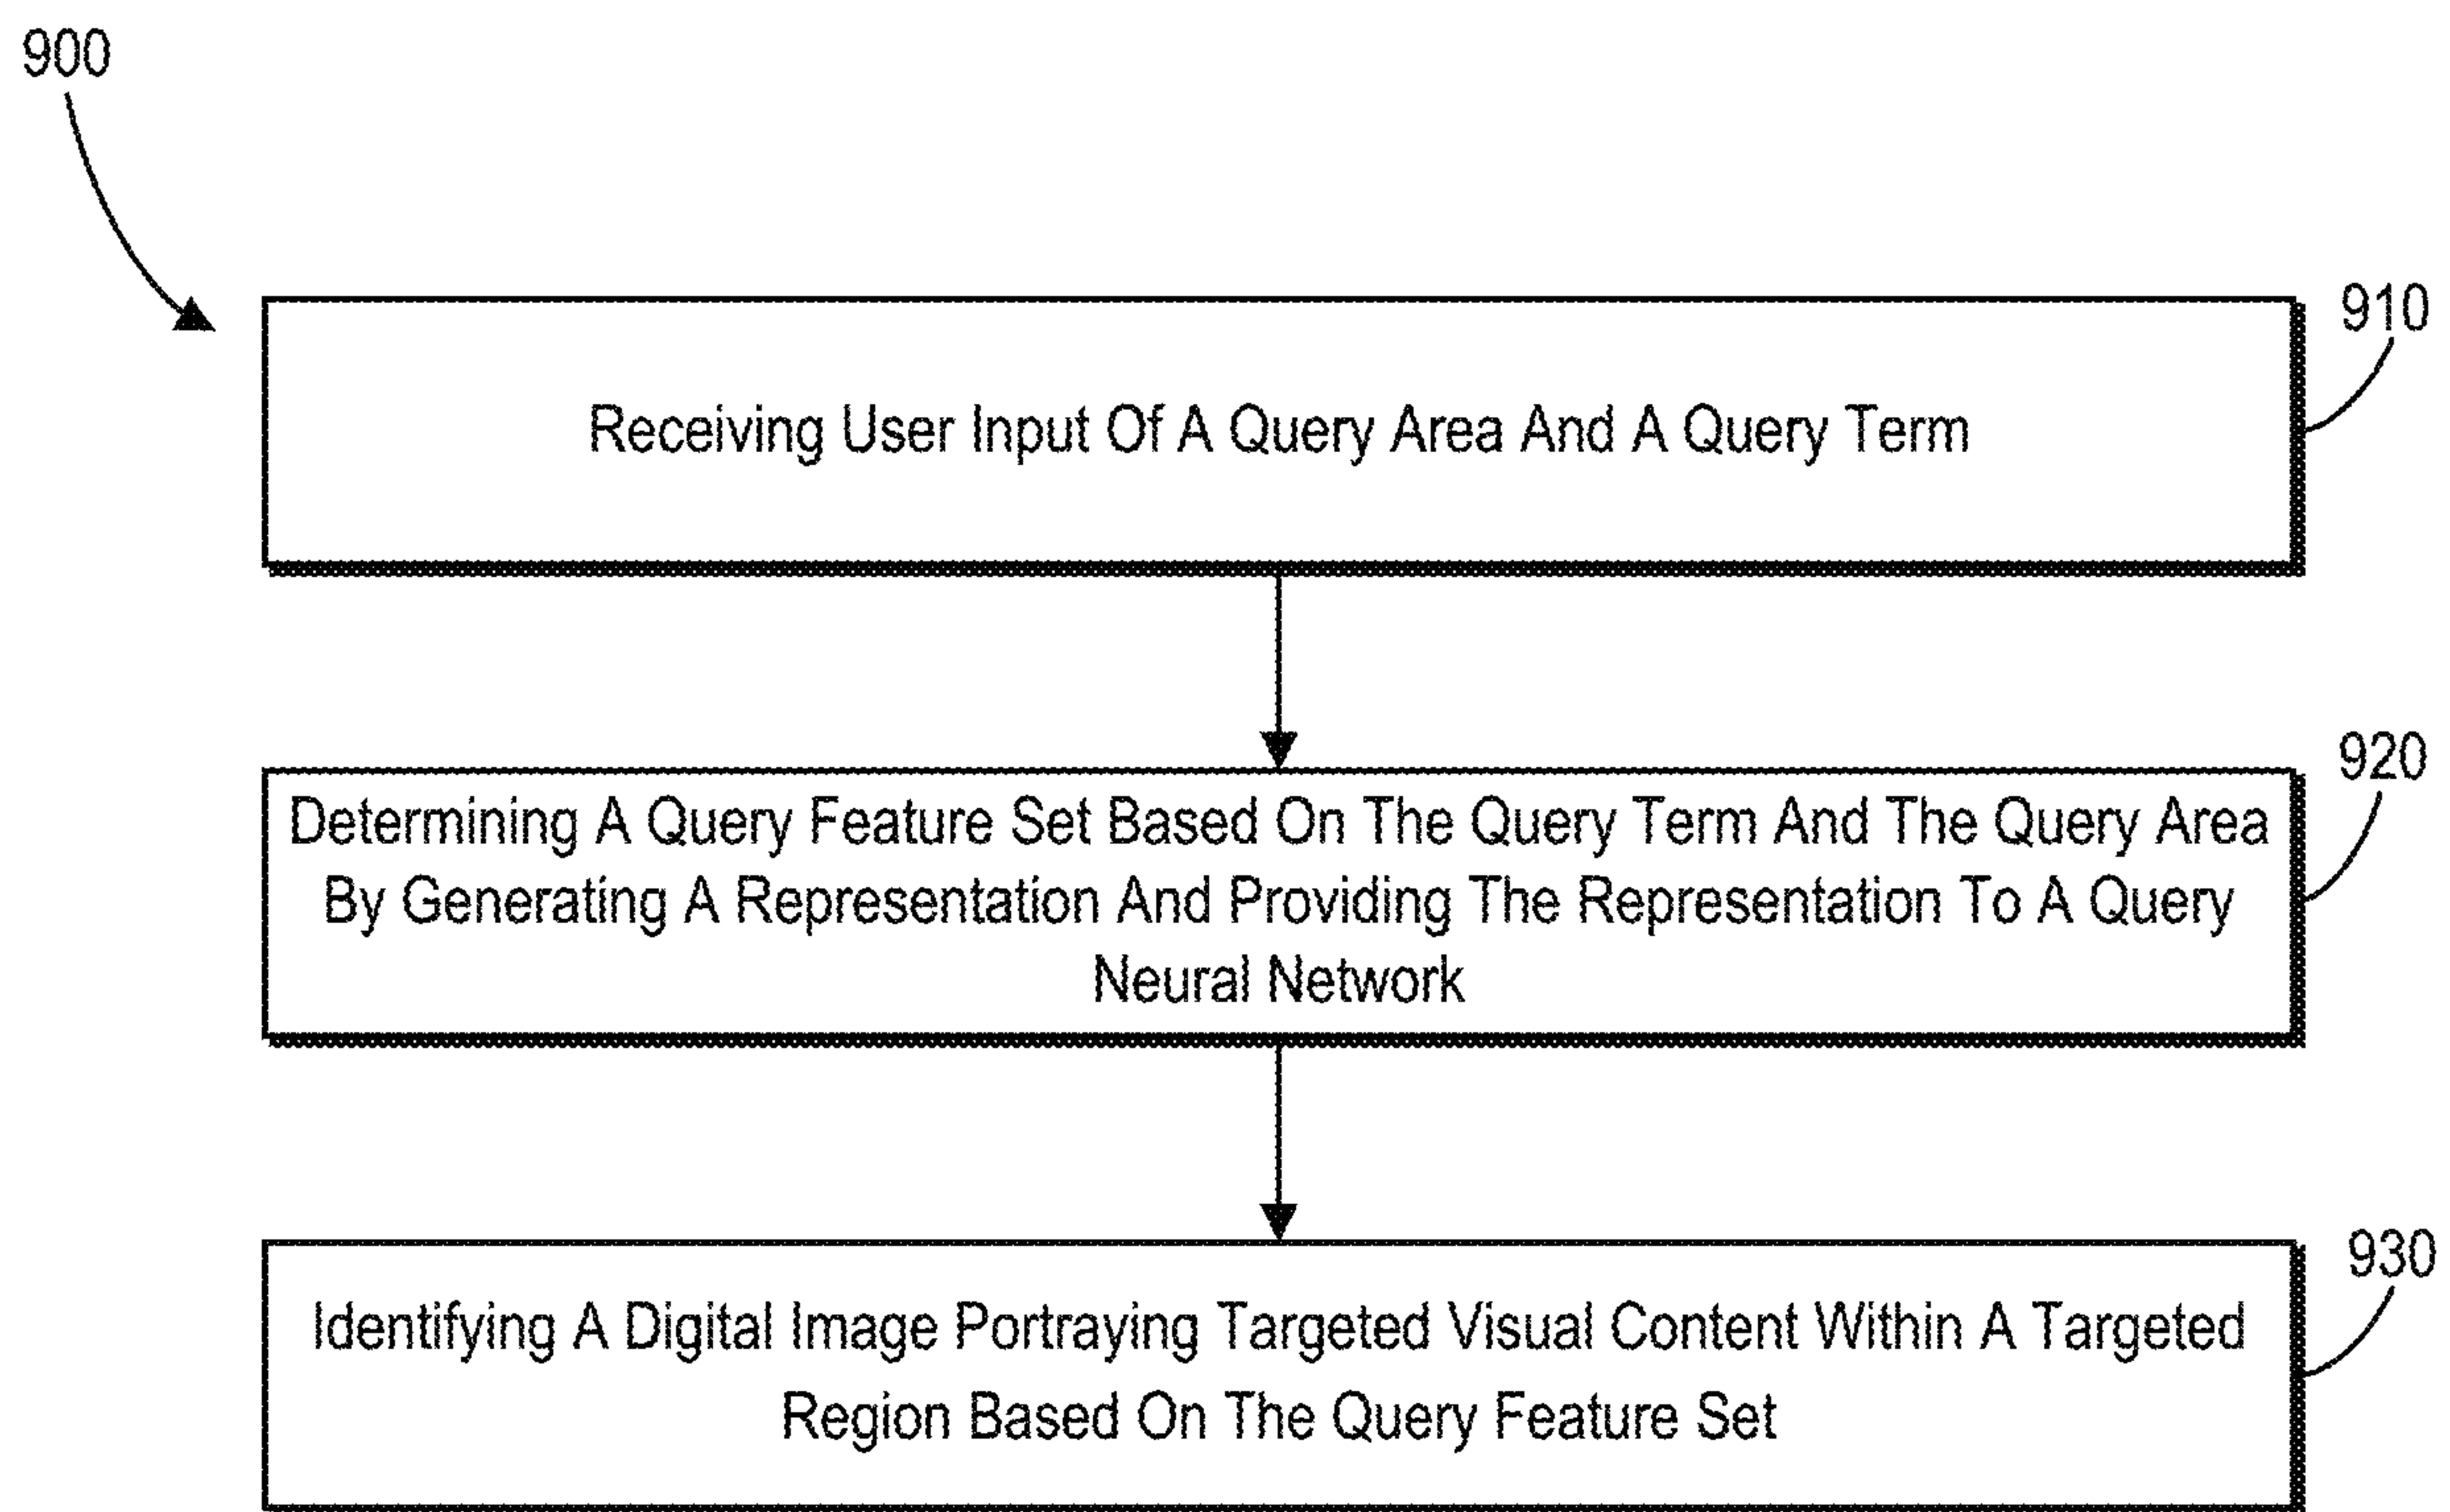 900
910
Receiving User Input Of A Query Area And A Query Term
920
Determining A Query Feature Set Based On The Query Term And The Query Area
By Generating A Representation And Providing The Representation To A Query
Neural Network
930
Identifying A Digital Image Portraying Targeted Visual Content Within A Targeted
Region Based On The Query Feature Set